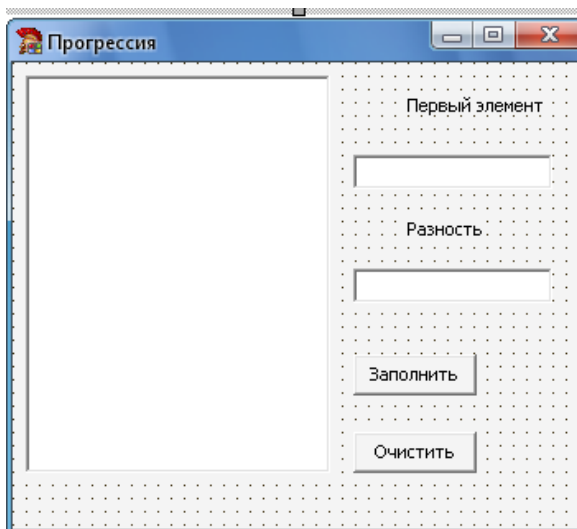 Прогрессия
Первый элемент
Разность
Заполнить
Очистить